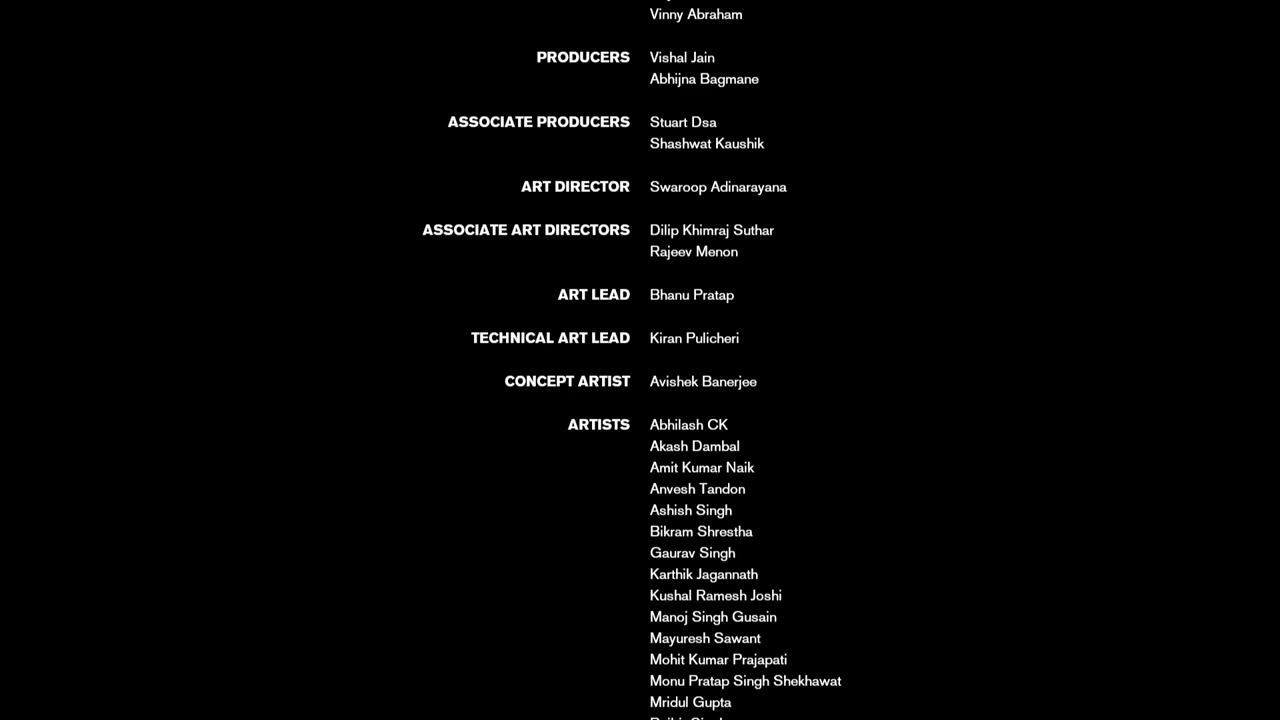 Vinny Abraham
PRODUCERS Vishal Jain
Abhijna Bagmane
ASSOCIATE PRODUCERS Stuart Dsa
Shashwat Kaushik
ART DIRECTOR Swaroop Adinarayana
ASSOCIATE ART DIRECTORS Dilip Khimraj Suthar
Rajeev Menon
ART LEAD Bhanu Pratap
TECHNICAL ART LEAD Kiran Pulicheri
CONCEPT ARTIST Avishek Banerjee
ARTISTS Abhilash CK
Akash Dambal
Amit Kumar Naik
Anvesh Tandon
Ashish Singh
Bikram Shrestha
Gaurav Singh
Karthik Jagannath
Kushal Ramesh Joshi
Manoj Singh Gusain
Mayuresh Sawant
Mohit Kumar Prajapati
Monu Pratap Singh Shekhawat
Mridul Gupta